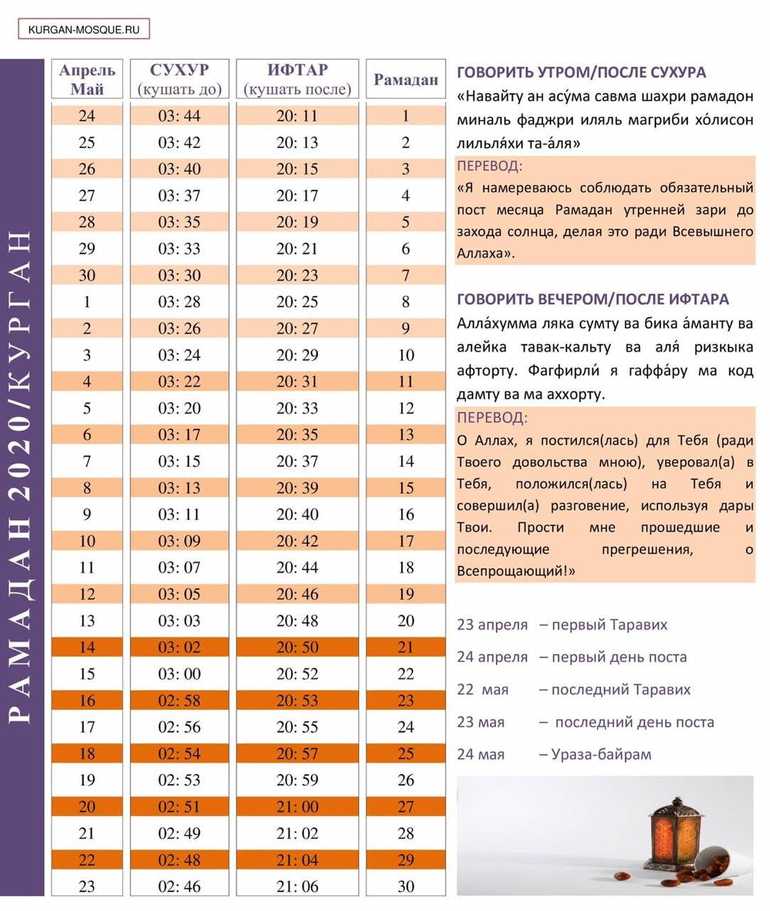 KURGAN-MOSQUE.RU
РАМАДАН 2020/КУРГАН
Апрель Май СУХУР (кушать до) ИФТАР (кушать после) Рамадан
24 03: 44 20: 11 1
25 03: 42 20: 13 2
26 03: 40 20: 15 3
27 03: 37 20: 17 4
28 03: 35 20: 19 5
29 03: 33 20: 21 6
30 03: 30 20: 23 7
1 03: 28 20: 25 8
2 03: 26 20: 27 9
3 03: 24 20: 29 10
4 03: 22 20: 31 11
5 03: 20 20: 33 12
6 03: 17 20: 35 13
7 03: 15 20: 37 14
8 03: 13 20: 39 15
9 03: 11 20: 40 16
10 03: 09 20: 42 17
11 03: 07 20: 44 18
12 03: 05 20: 46 19
13 03: 03 20: 48 20
14 03: 02 20: 50 21
15 03: 00 20: 52 22
16 02: 58 20: 53 23
17 02: 56 20: 55 24
18 02: 54 20: 57 25
19 02: 53 20: 59 26
20 02: 51 21: 00 27
21 02: 49 21: 02 28
22 02: 48 21: 04 29
23 02: 46 21: 06 30
ГОВОРИТЬ УТРОМ/ПОСЛЕ СУХУРА
«Навайту ан асу́ма савма шахри рамадон
миналь фаджри иляль магриби хо́лисон
лильля́хи та-а́ля»
ПЕРЕВОД:
«Я намереваюсь соблюдать обязательный
пост месяца Рамадан утренней зари до
захода солнца, делая это ради Всевышнего
Аллаха».
ГОВОРИТЬ ВЕЧЕРОМ/ПОСЛЕ ИФТАРА
Алла́хумма ляка сумту ва бика а́манту ва
алейка тавак-кальту ва аля́ ризкыка
афторту. Фагфирли́ я гаффа́ру ма код
дамту ва ма аххорту.
ПЕРЕВОД:
О Аллах, я постился(лась) для Тебя (ради
Твоего довольства мною), уверовал(а) в
Тебя, положился(лась) на Тебя и
совершил(а) разговение, используя дары
Твои. Прости мне прошедшие и
последующие прегрешения, о
Всепрощающий!»
23 апреля – первый Таравих
24 апреля – первый день поста
22 мая – последний Таравих
23 мая – последний день поста
24 мая – Ураза-байрам